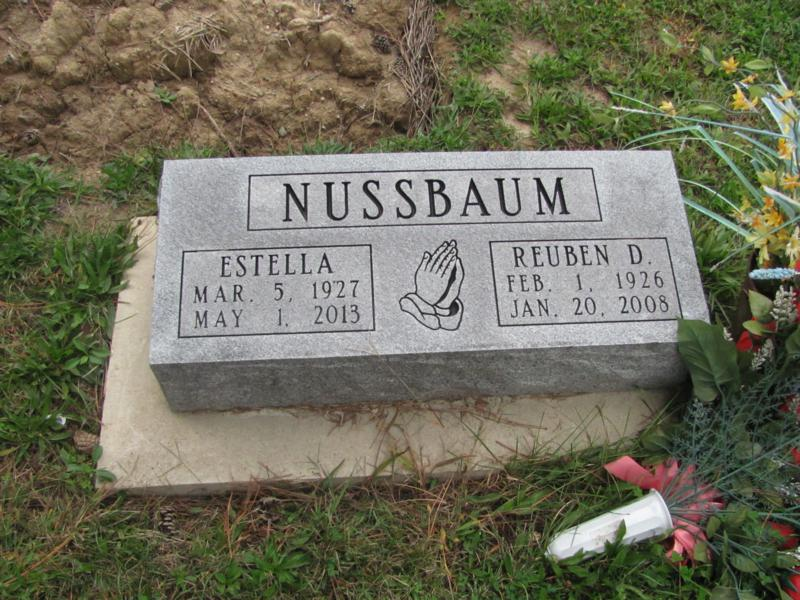 NUSSBAUM
ESTELLA
MAR. 5, 1927
MAY 1, 2013
REUBEN D.
FEB. 1, 1926
JAN. 20, 2008